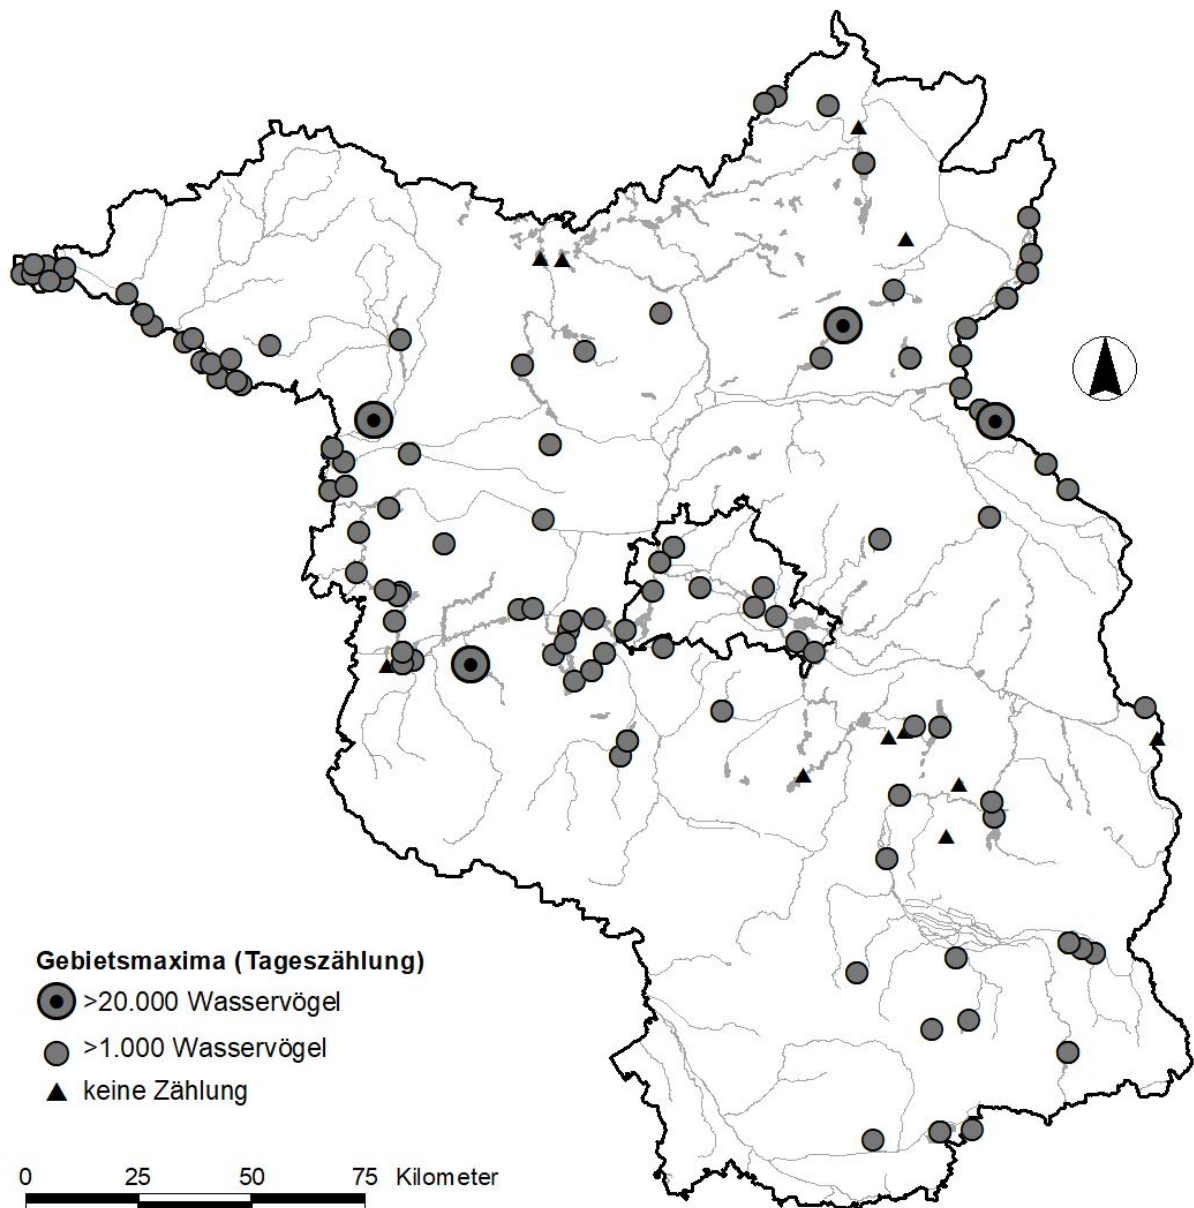 Gebietsmaxima (Tageszählung)
>20.000 Wasservögel
>1.000 Wasservögel
keine Zählung
0 25 50 75 Kilometer